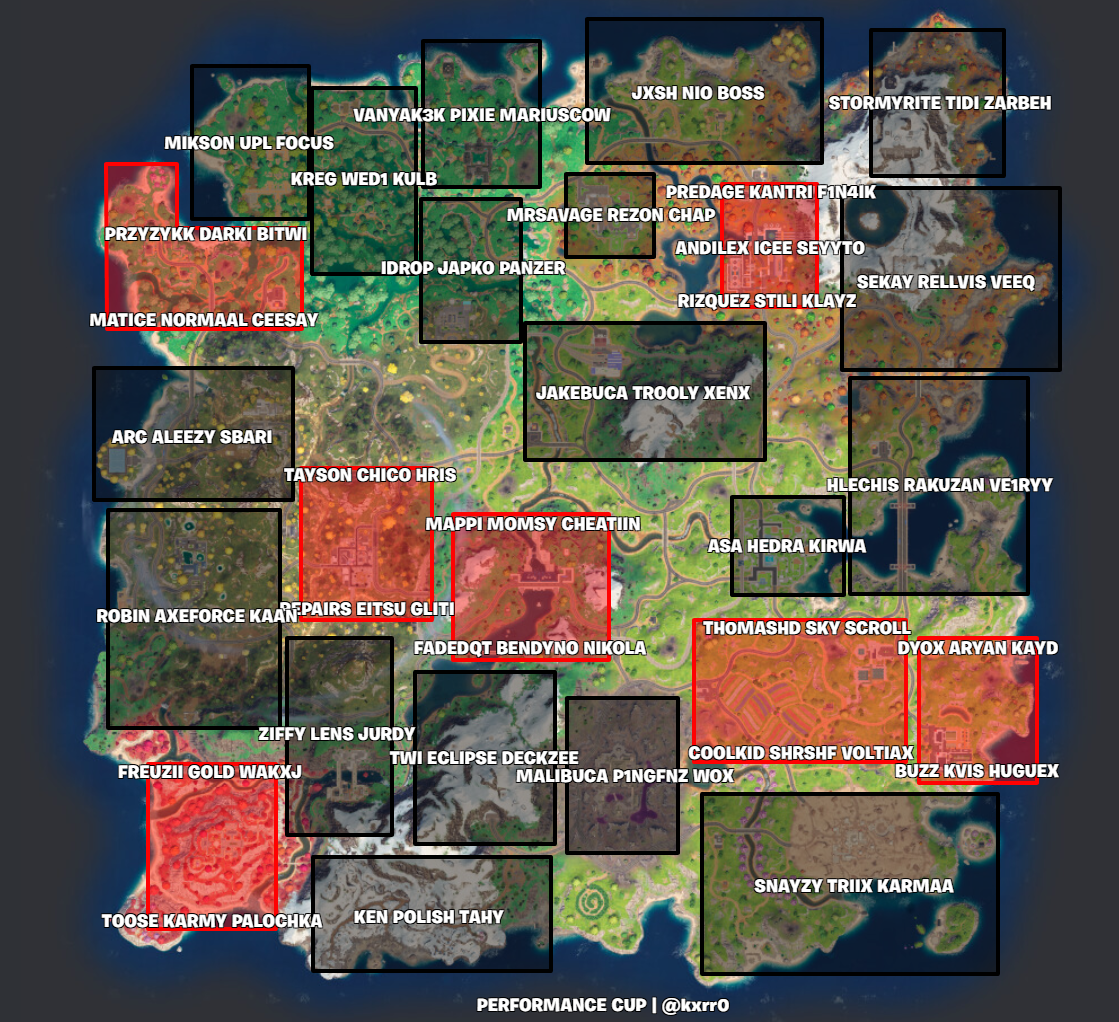 JXSH NIO BOSS
STORMYRITE TIDI ZARBEH
VANYAK3K PIXIE MARIUSCOW
MIKSON UPL FOCUS
KREG WED1 KULB
PREDAGE KANTRI F1N4IK
MRSAVAGE REZON CHAP
PRZYZYKK DARKI BITWI
ANDILEX ICEE SEYYTO
IDROP JAPKO PANZER
SEKAY RELLVIS VEEQ
RIZQUEZ STILI KLAYZ
MATICE NORMAAL CEESAY
JAKEBUCA TROOLY XENX
ARC ALEEZY SBARI
TAYSON CHICO HRIS
HLECHIS RAKUZAN VE1RYY
MAPPI MOMSY CHEATIIN
ASA HEDRA KIRWA
REPAIRS EITSU GLITI
ROBIN AXEFORCE KAAN
THOMASHD SKY SCROLL
FADEDQT BENDYNO NIKOLA
DYOX ARYAN KAYD
ZIFFY LENS JURDY
COOLKID SHRSHF VOLTIAX
TWI ECLIPSE DECKZEE
FREUZII GOLD WAKXJ
BUZZ KVIS HUGUEX
MALIBUCA P1NGFNZ WOX
SNAYZY TRIIX KARMAA
KEN POLISH TAHY
TOOSE KARMY PALOCHKA
PERFORMANCE CUP | @kxrr0